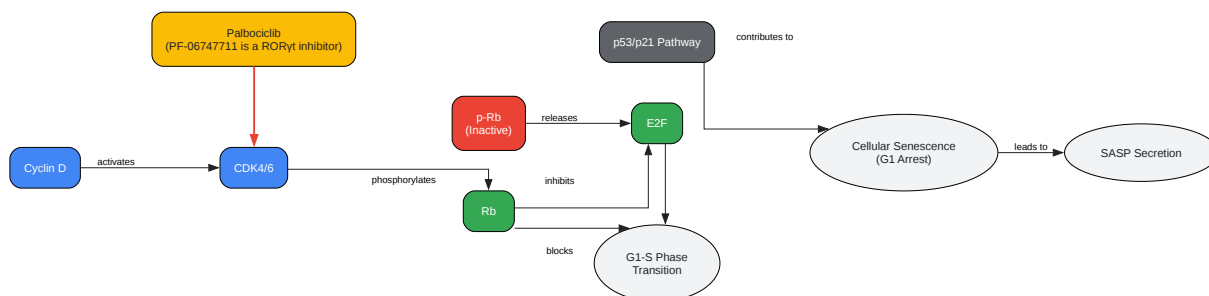 Palbociclib
(PF-06747711 is a RORγt inhibitor)
p53/p21 Pathway
contributes to
p-Rb
(Inactive)
releases
E2F
Cellular Senescence
(G1 Arrest)
leads to
SASP Secretion
Cyclin D
activates
CDK4/6
phosphorylates
inhibits
Rb
blocks
G1-S Phase
Transition